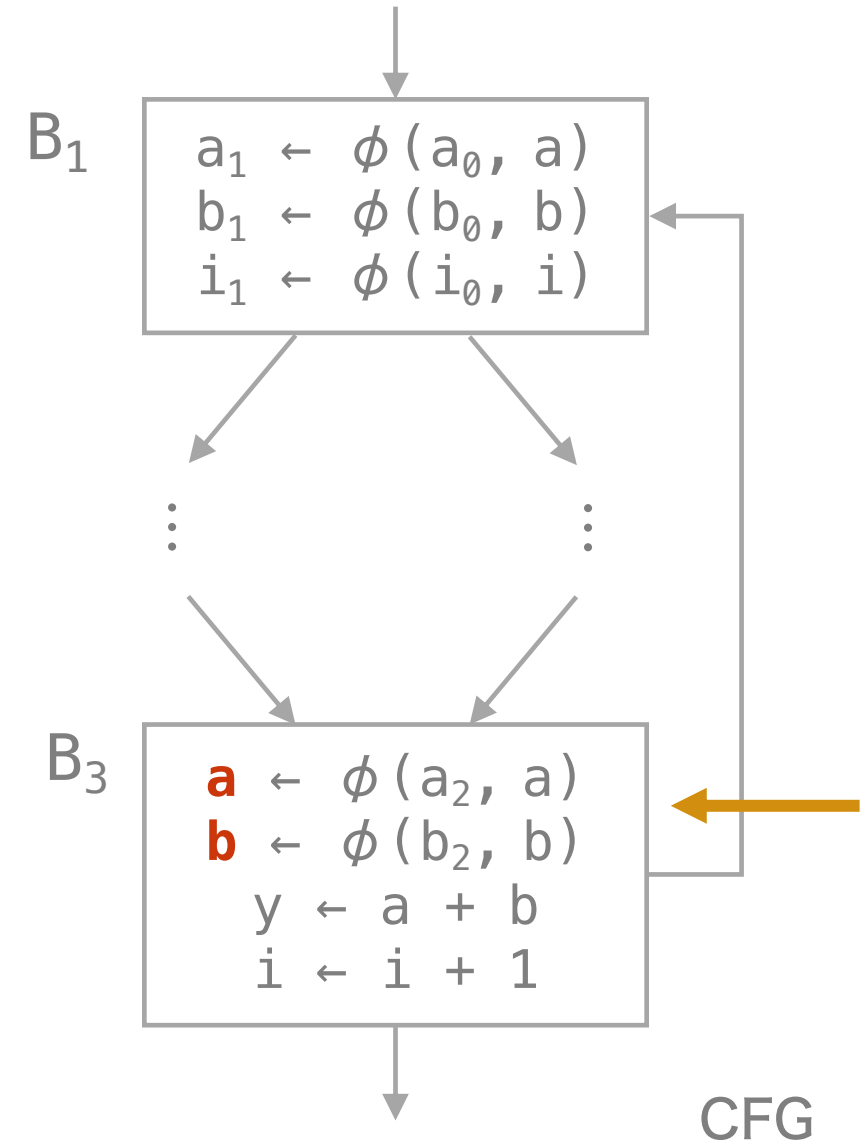 B₁
a₁ ← ϕ(a₀, a)
b₁ ← ϕ(b₀, b)
i₁ ← ϕ(i₀, i)
⋮ ⋮
B₃
a ← ϕ(a₂, a)
b ← ϕ(b₂, b)
y ← a + b
i ← i + 1
CFG